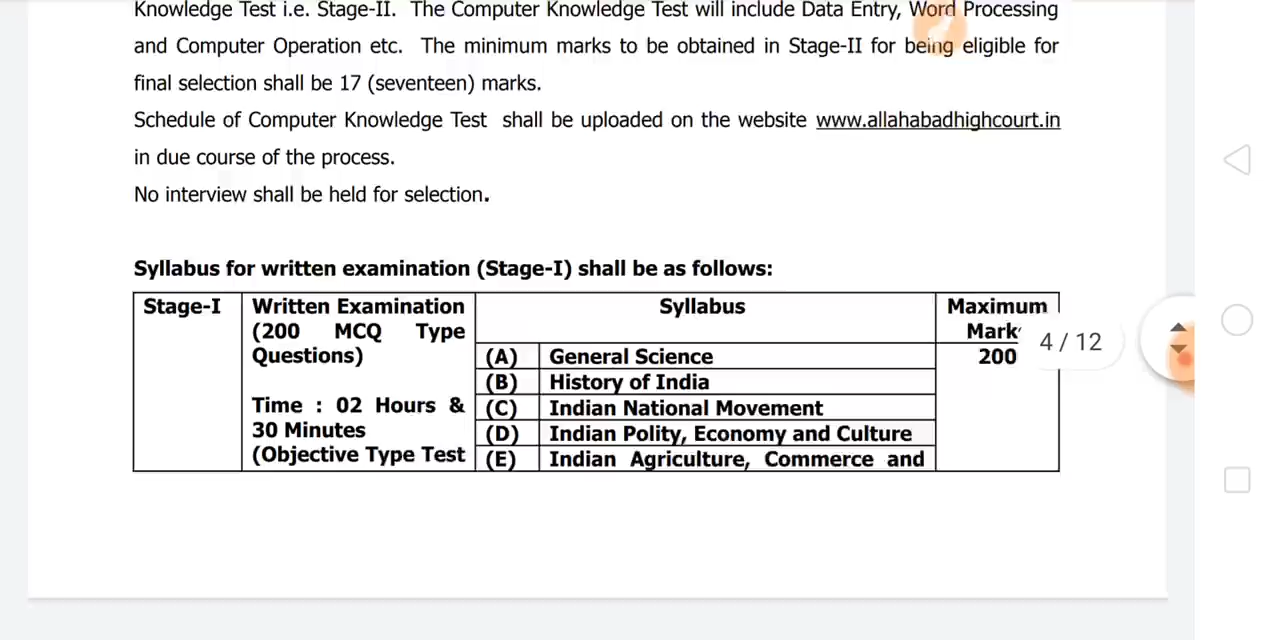 Knowledge Test i.e. Stage-II. The Computer Knowledge Test will include Data Entry, Word Processing
and Computer Operation etc. The minimum marks to be obtained in Stage-II for being eligible for
final selection shall be 17 (seventeen) marks.
Schedule of Computer Knowledge Test shall be uploaded on the website www.allahabadhighcourt.in
in due course of the process.
No interview shall be held for selection.
Syllabus for written examination (Stage-I) shall be as follows:
Stage-I Written Examination Syllabus Maximum
(200 MCQ Type Mark
Questions) (A) General Science 200
4 / 12
(B) History of India
Time : 02 Hours & (C) Indian National Movement
30 Minutes (D) Indian Polity, Economy and Culture
(Objective Type Test (E) Indian Agriculture, Commerce and